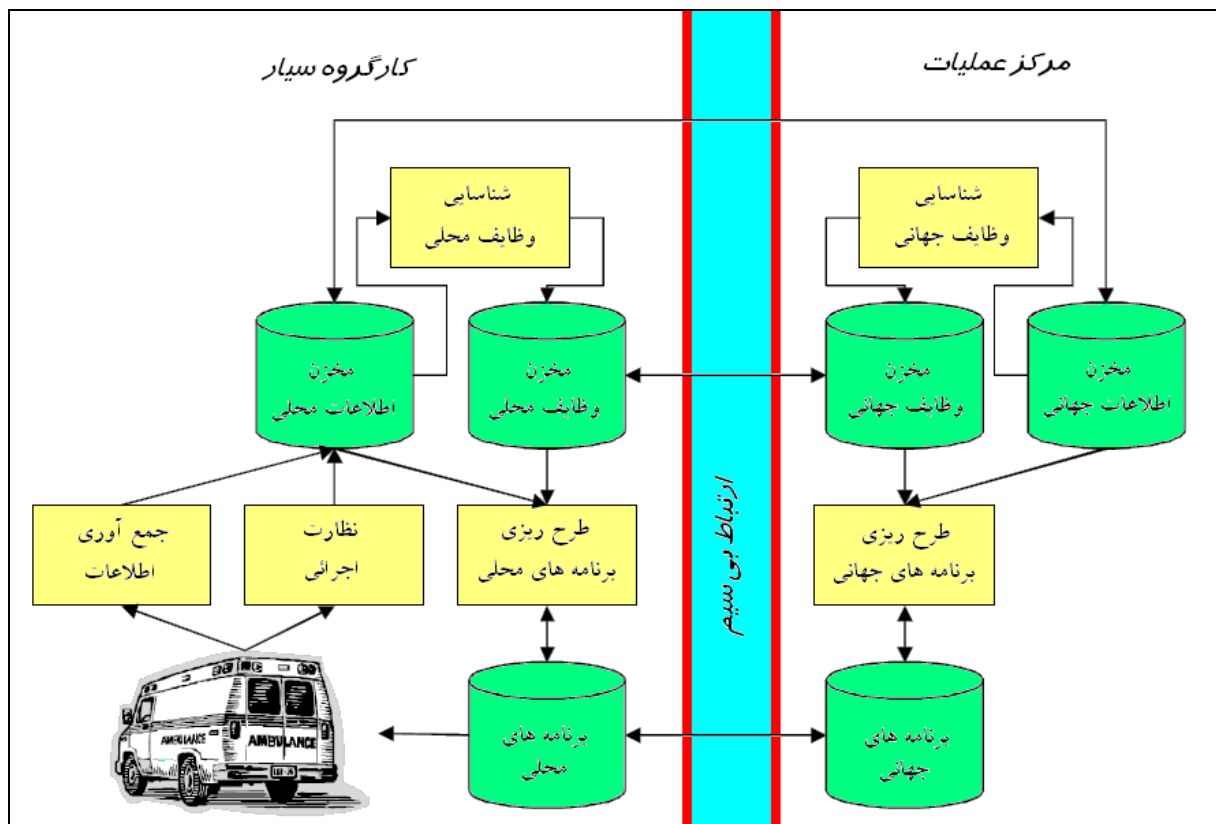 مرکز عملیات
کارگروه سیار
شناسایی
وظایف جهانی
شناسایی
وظایف محلی
مخزن
اطلاعات جهانی
مخزن
وظایف جهانی
مخزن
وظایف محلی
مخزن
اطلاعات محلی
ارتباط بی سیم
طرح ریزی
برنامه های جهانی
طرح ریزی
برنامه های محلی
نظارت
اجرائی
جمع آوری
اطلاعات
برنامه های
جهانی
برنامه های
محلی
AMBULANCE
AMBULANCE